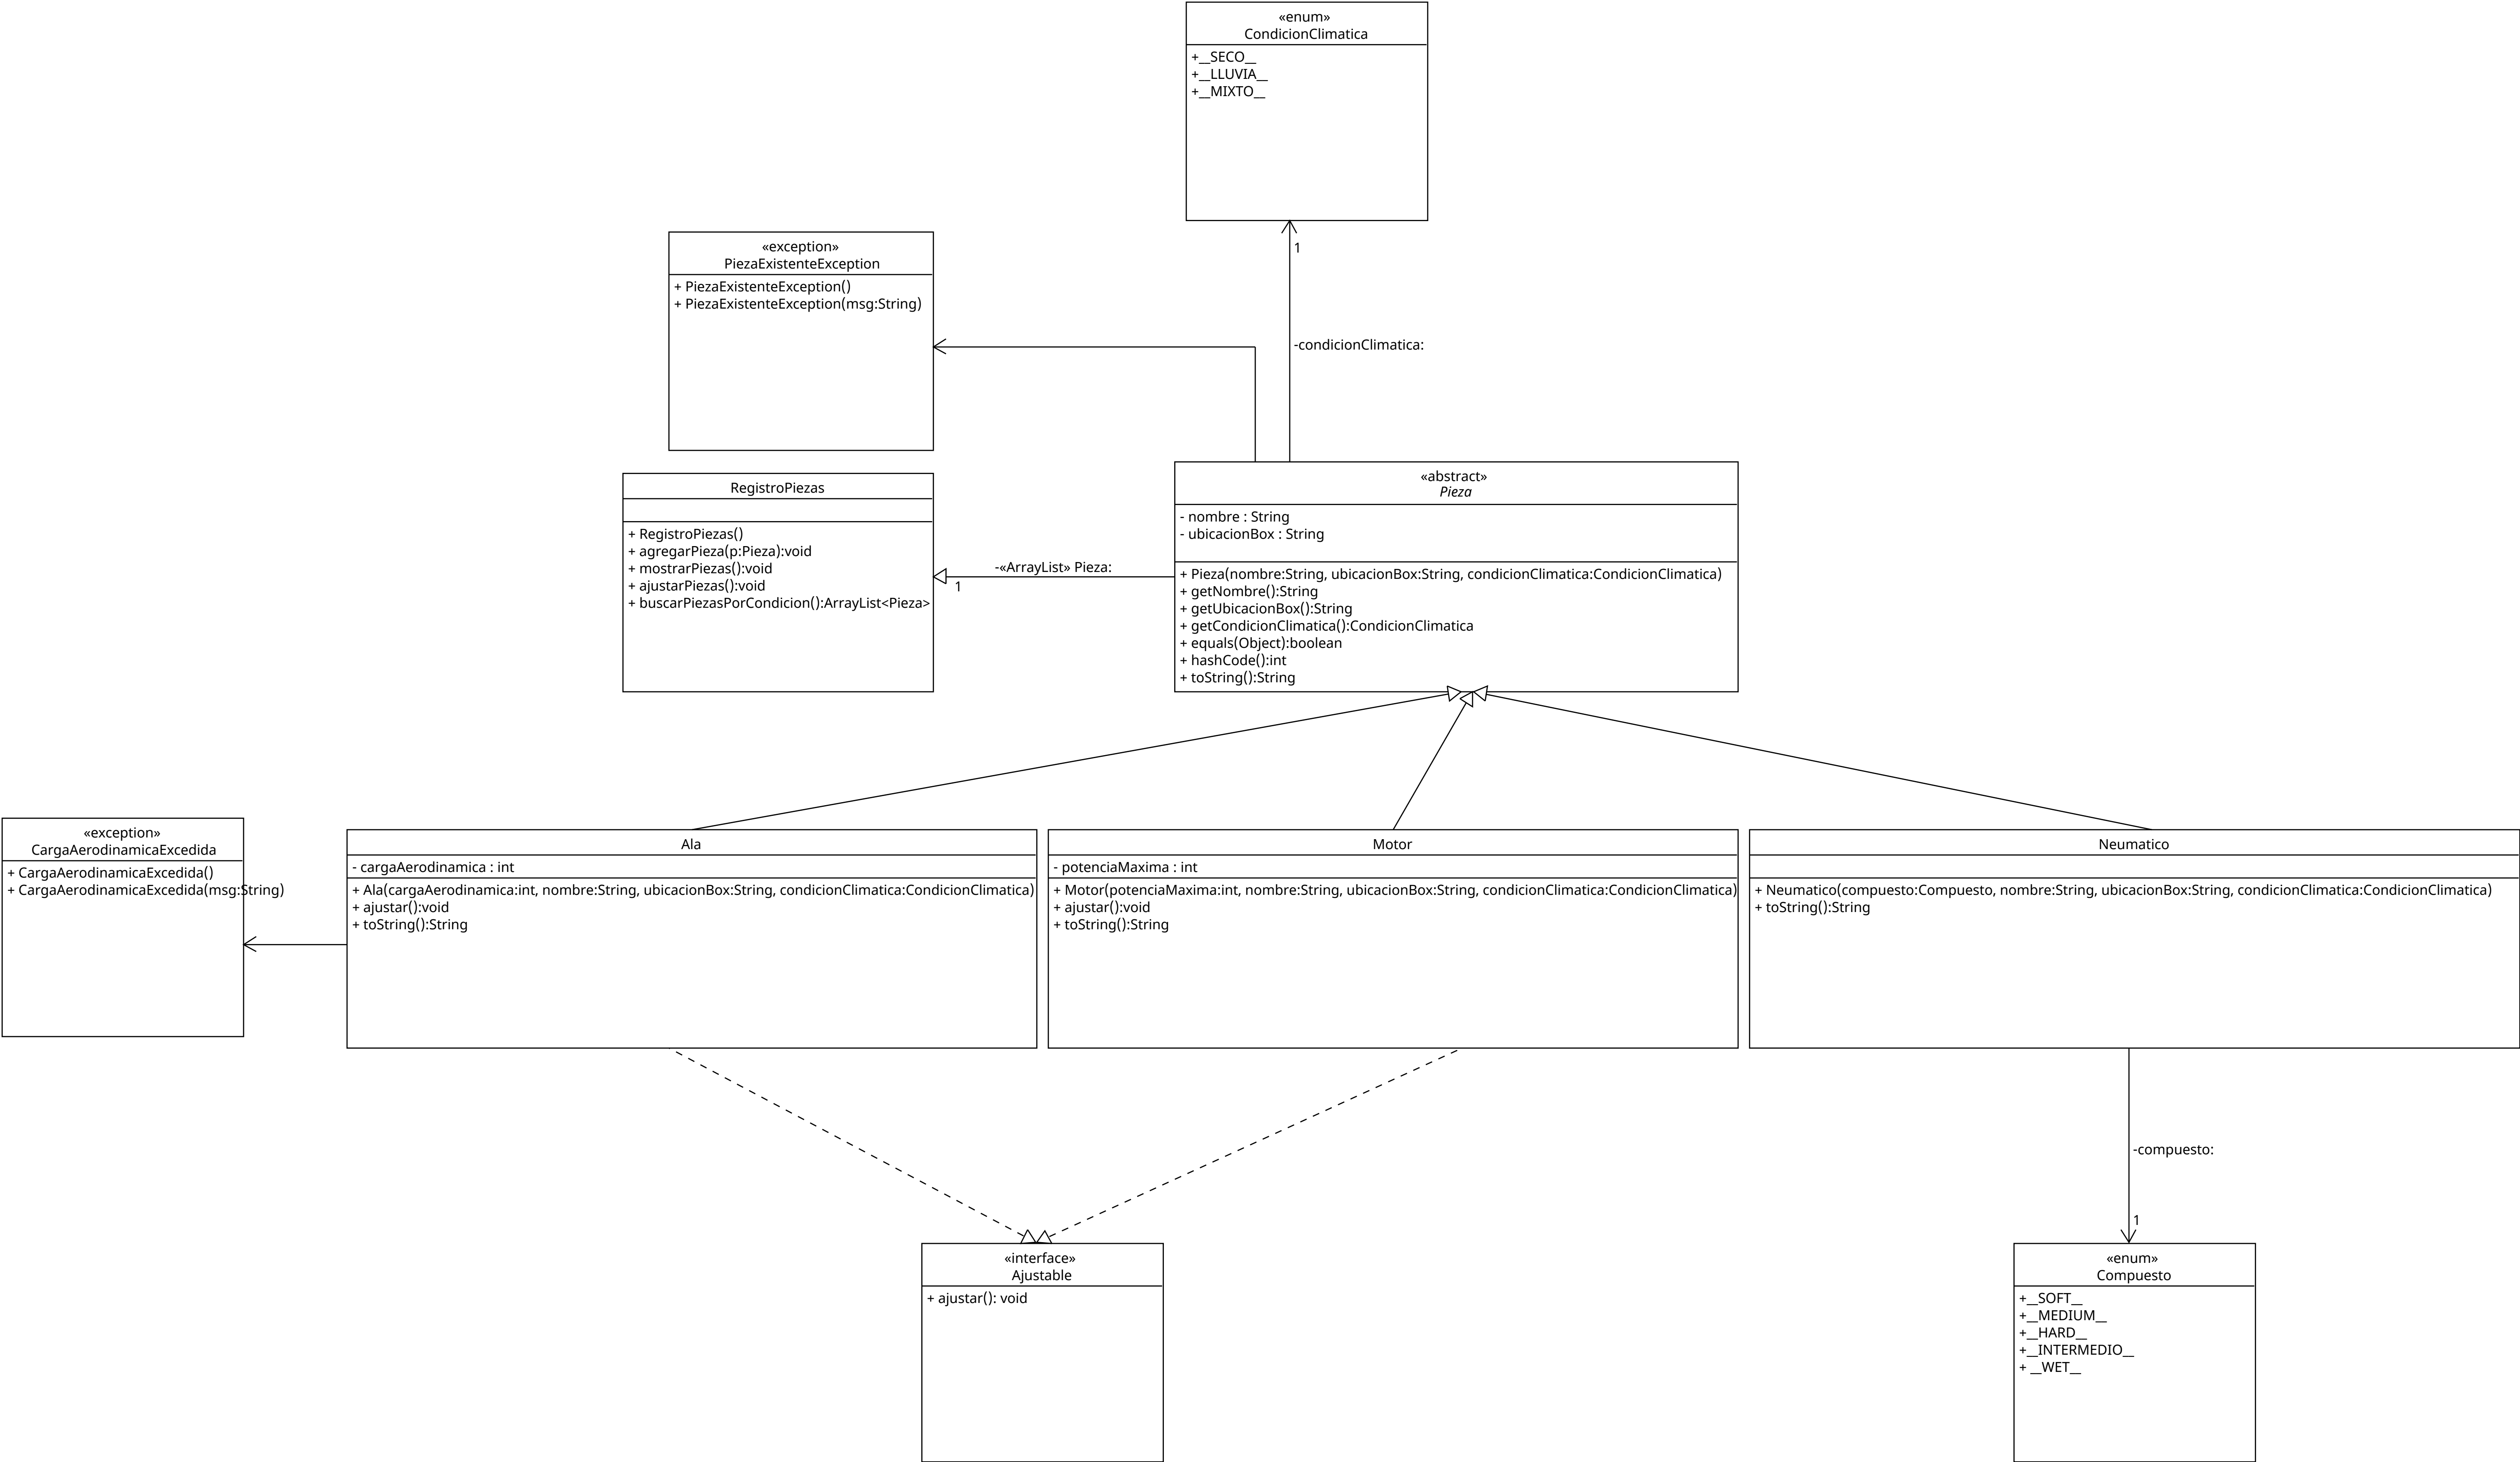 «enum»
CondicionClimatica
+__SECO__
+__LLUVIA__
+__MIXTO__
1
-condicionClimatica:
«exception»
PiezaExistenteException
+ PiezaExistenteException()
+ PiezaExistenteException(msg:String)
RegistroPiezas
+ RegistroPiezas()
+ agregarPieza(p:Pieza):void
+ mostrarPiezas():void
+ ajustarPiezas():void
+ buscarPiezasPorCondicion():ArrayList<Pieza>
-«ArrayList» Pieza:
1
«abstract»
Pieza
- nombre : String
- ubicacionBox : String
+ Pieza(nombre:String, ubicacionBox:String, condicionClimatica:CondicionClimatica)
+ getNombre():String
+ getUbicacionBox():String
+ getCondicionClimatica():CondicionClimatica
+ equals(Object):boolean
+ hashCode():int
+ toString():String
«exception»
CargaAerodinamicaExcedida
+ CargaAerodinamicaExcedida()
+ CargaAerodinamicaExcedida(msg:String)
Ala
- cargaAerodinamica : int
+ Ala(cargaAerodinamica:int, nombre:String, ubicacionBox:String, condicionClimatica:CondicionClimatica)
+ ajustar():void
+ toString():String
Motor
- potenciaMaxima : int
+ Motor(potenciaMaxima:int, nombre:String, ubicacionBox:String, condicionClimatica:CondicionClimatica)
+ ajustar():void
+ toString():String
Neumatico
+ Neumatico(compuesto:Compuesto, nombre:String, ubicacionBox:String, condicionClimatica:CondicionClimatica)
+ toString():String
-compuesto:
1
«interface»
Ajustable
+ ajustar(): void
«enum»
Compuesto
+__SOFT__
+__MEDIUM__
+__HARD__
+__INTERMEDIO__
+ __WET__